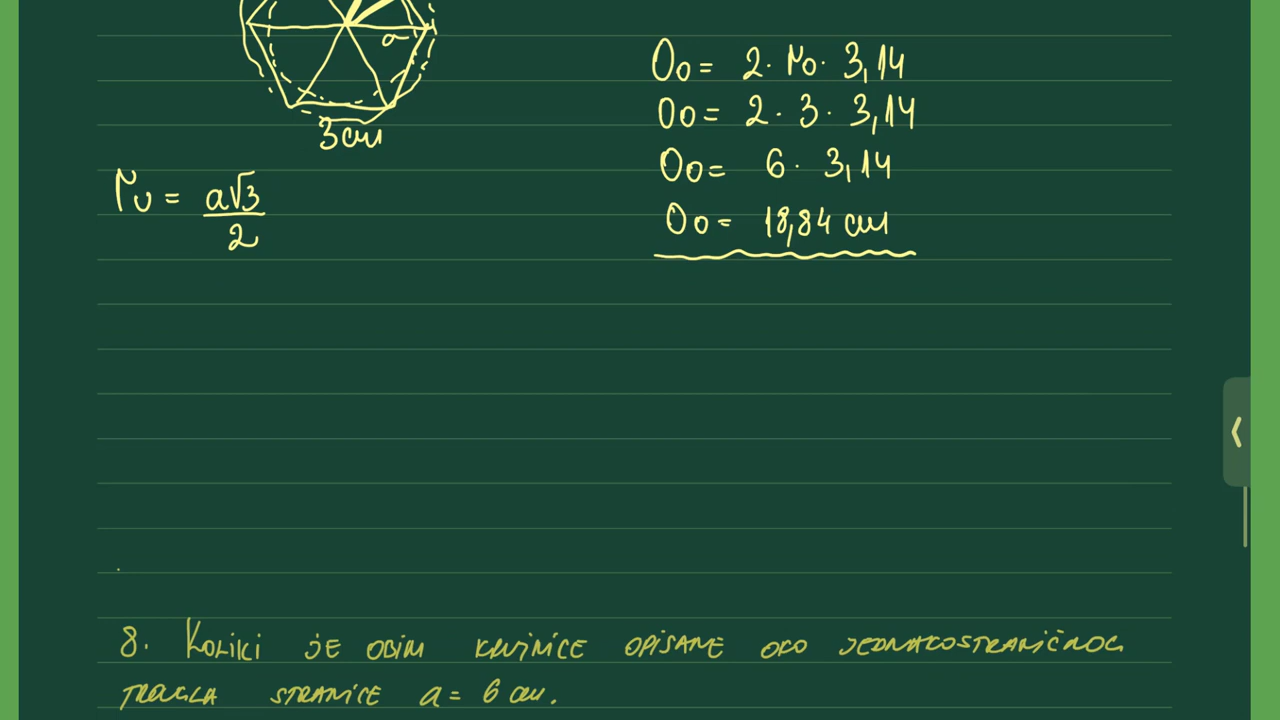 a
3cm
rᵤ = a√3/2
Oo = 2 · ro · 3,14
Oo = 2 · 3 · 3,14
Oo = 6 · 3,14
Oo = 18,84 cm
8. KOLIKI JE OBIM KRUŽNICE OPISANE OKO JEDNAKOSTRANIČNOG
TROUGLA STRANICE a = 6 cm.